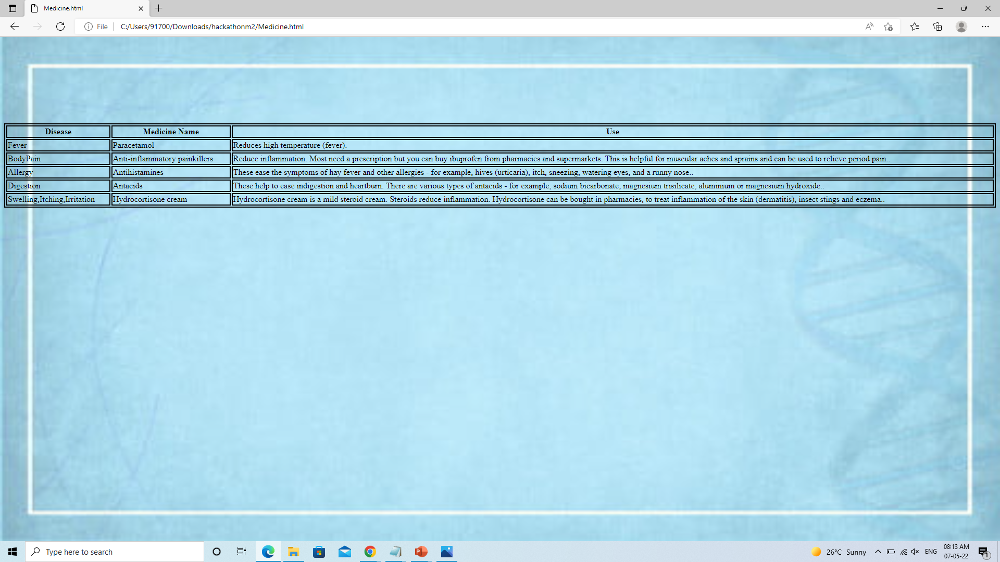 Medicine.html
File C:/Users/91700/Downloads/hackathonm2/Medicine.html
Disease Medicine Name Use
Fever Paracetamol Reduces high temperature (fever).
BodyPain Anti-inflammatory painkillers Reduce inflammation. Most need a prescription but you can buy ibuprofen from pharmacies and supermarkets. This is helpful for muscular aches and sprains and can be used to relieve period pain..
Allergy Antihistamines These ease the symptoms of hay fever and other allergies - for example, hives (urticaria), itch, sneezing, watering eyes, and a runny nose..
Digestion Antacids These help to ease indigestion and heartburn. There are various types of antacids - for example, sodium bicarbonate, magnesium trisilicate, aluminium or magnesium hydroxide..
Swelling,Itching,Irritation Hydrocortisone cream Hydrocortisone cream is a mild steroid cream. Steroids reduce inflammation. Hydrocortisone can be bought in pharmacies, to treat inflammation of the skin (dermatitis), insect stings and eczema..
Type here to search 26°C Sunny ENG 08:13 AM
07-05-22 1